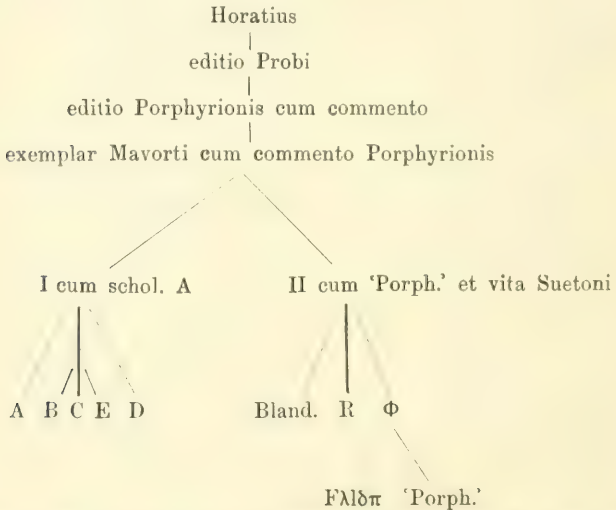 Horatius
editio Probi
editio Porphyrionis cum commento
exemplar Mavorti cum commento Porphyrionis
I cum schol. A II cum ‘Porph.’ et vita Suetoni
A B C E D Bland. R Φ
Fλlδπ ‘Porph.’